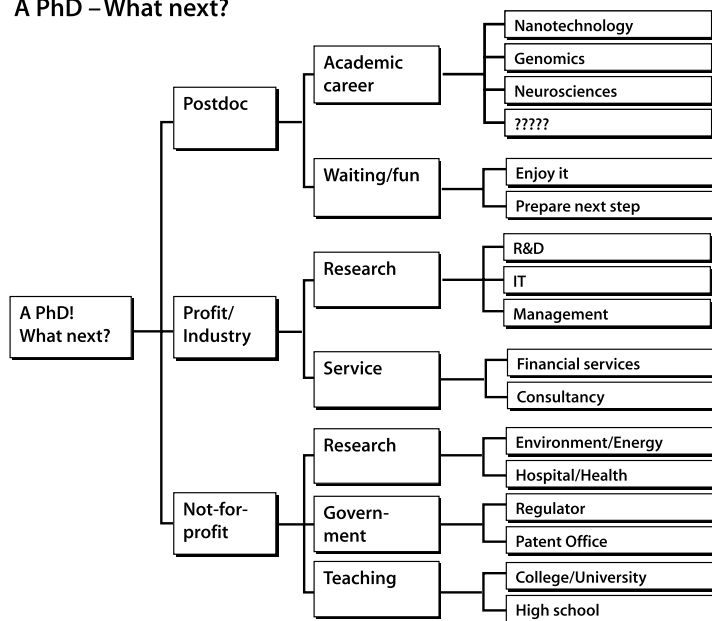 A PhD – What next?
Nanotechnology
Academic
career
Genomics
Neurosciences
?????
Postdoc
Waiting/fun
Enjoy it
Prepare next step
R&D
Research
IT
Management
A PhD!
What next?
Profit/
Industry
Service
Financial services
Consultancy
Research
Environment/Energy
Hospital/Health
Not-for-
profit
Govern-
ment
Regulator
Patent Office
Teaching
College/University
High school